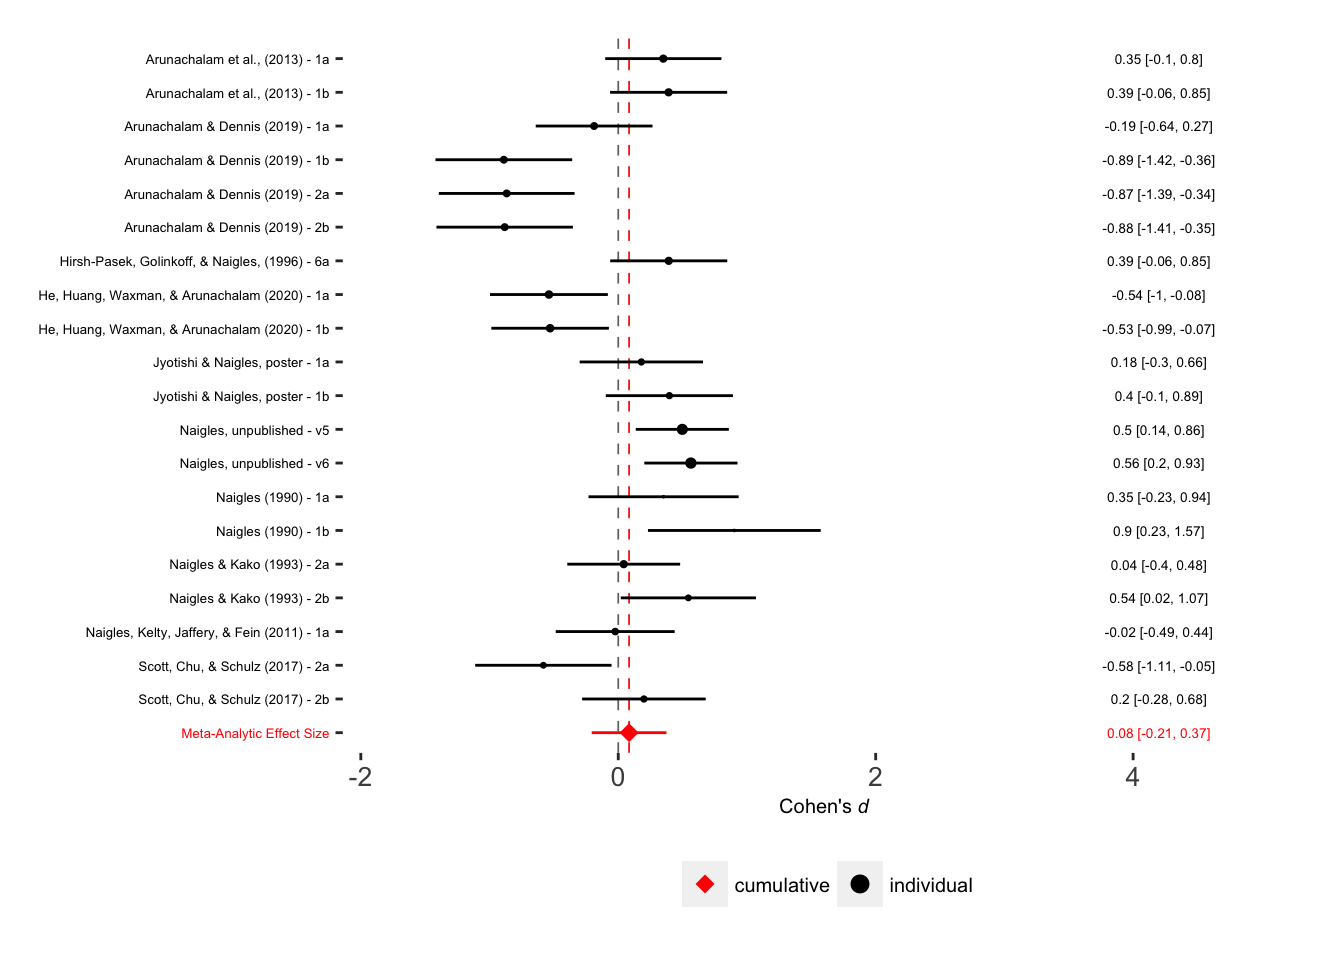 Arunachalam et al., (2013) - 1a 0.35 [-0.1, 0.8]
Arunachalam et al., (2013) - 1b 0.39 [-0.06, 0.85]
Arunachalam & Dennis (2019) - 1a -0.19 [-0.64, 0.27]
Arunachalam & Dennis (2019) - 1b -0.89 [-1.42, -0.36]
Arunachalam & Dennis (2019) - 2a -0.87 [-1.39, -0.34]
Arunachalam & Dennis (2019) - 2b -0.88 [-1.41, -0.35]
Hirsh-Pasek, Golinkoff, & Naigles, (1996) - 6a 0.39 [-0.06, 0.85]
He, Huang, Waxman, & Arunachalam (2020) - 1a -0.54 [-1, -0.08]
He, Huang, Waxman, & Arunachalam (2020) - 1b -0.53 [-0.99, -0.07]
Jyotishi & Naigles, poster - 1a 0.18 [-0.3, 0.66]
Jyotishi & Naigles, poster - 1b 0.4 [-0.1, 0.89]
Naigles, unpublished - v5 0.5 [0.14, 0.86]
Naigles, unpublished - v6 0.56 [0.2, 0.93]
Naigles (1990) - 1a 0.35 [-0.23, 0.94]
Naigles (1990) - 1b 0.9 [0.23, 1.57]
Naigles & Kako (1993) - 2a 0.04 [-0.4, 0.48]
Naigles & Kako (1993) - 2b 0.54 [0.02, 1.07]
Naigles, Kelty, Jaffery, & Fein (2011) - 1a -0.02 [-0.49, 0.44]
Scott, Chu, & Schulz (2017) - 2a -0.58 [-1.11, -0.05]
Scott, Chu, & Schulz (2017) - 2b 0.2 [-0.28, 0.68]
Meta-Analytic Effect Size 0.08 [-0.21, 0.37]
-2 0 2 4
Cohen's d
cumulative individual